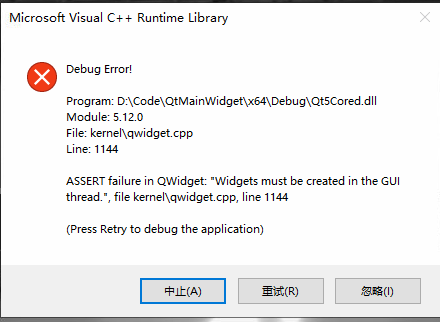 Microsoft Visual C++ Runtime Library
Debug Error!
Program: D:\Code\QtMainWidget\x64\Debug\Qt5Cored.dll
Module: 5.12.0
File: kernel\qwidget.cpp
Line: 1144
ASSERT failure in QWidget: "Widgets must be created in the GUI
thread.", file kernel\qwidget.cpp, line 1144
(Press Retry to debug the application)
中止(A)
重试(R)
忽略(I)